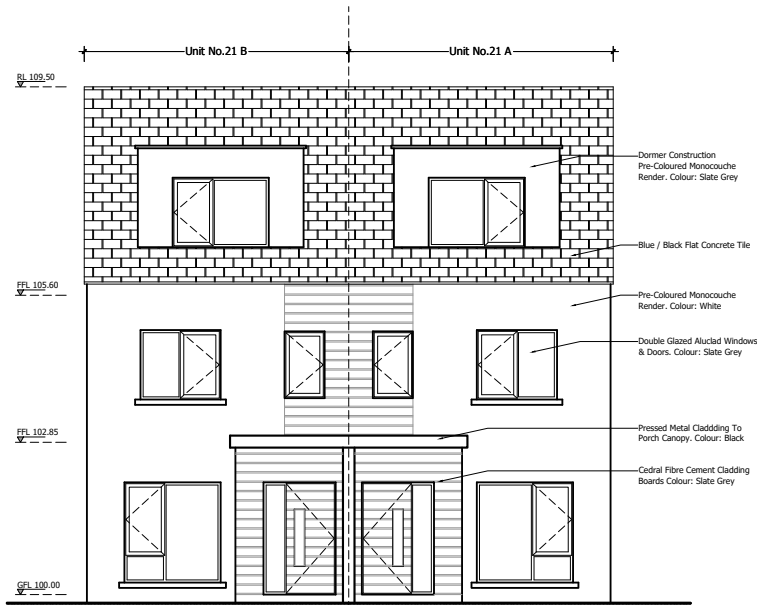 Unit No.21 B
Unit No.21 A
RL 109.50
Dormer Construction
Pre-Coloured Monocouche
Render. Colour: Slate Grey
Blue / Black Flat Concrete Tile
FFL 105.60
Pre-Coloured Monocouche
Render. Colour: White
Double Glazed Aluclad Windows
& Doors. Colour: Slate Grey
FFL 102.85
Pressed Metal Claddding To
Porch Canopy. Colour: Black
Cedral Fibre Cement Cladding
Boards Colour: Slate Grey
GFL 100.00